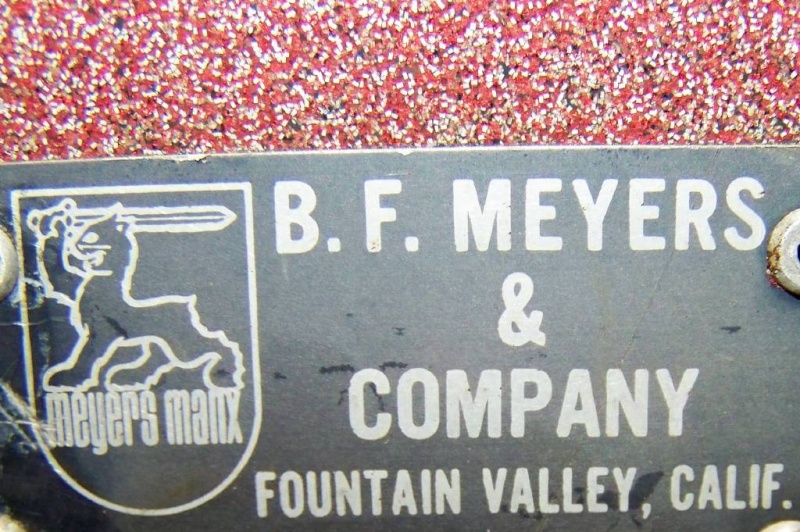 B. F. MEYERS
&
COMPANY
FOUNTAIN VALLEY, CALIF.
meyers manx